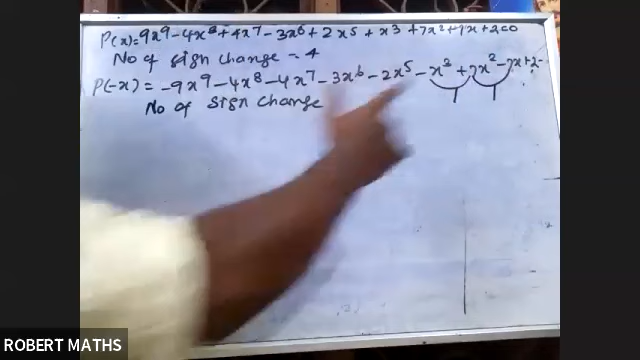 P(x)=9x⁹-4x⁸+4x⁷-3x⁶+2x⁵+x³+7x²+7x+2=0
No of sign change = 4
P(-x) = -9x⁹-4x⁸-4x⁷-3x⁶-2x⁵-x³+7x²-7x+2-
No of sign change
ROBERT MATHS